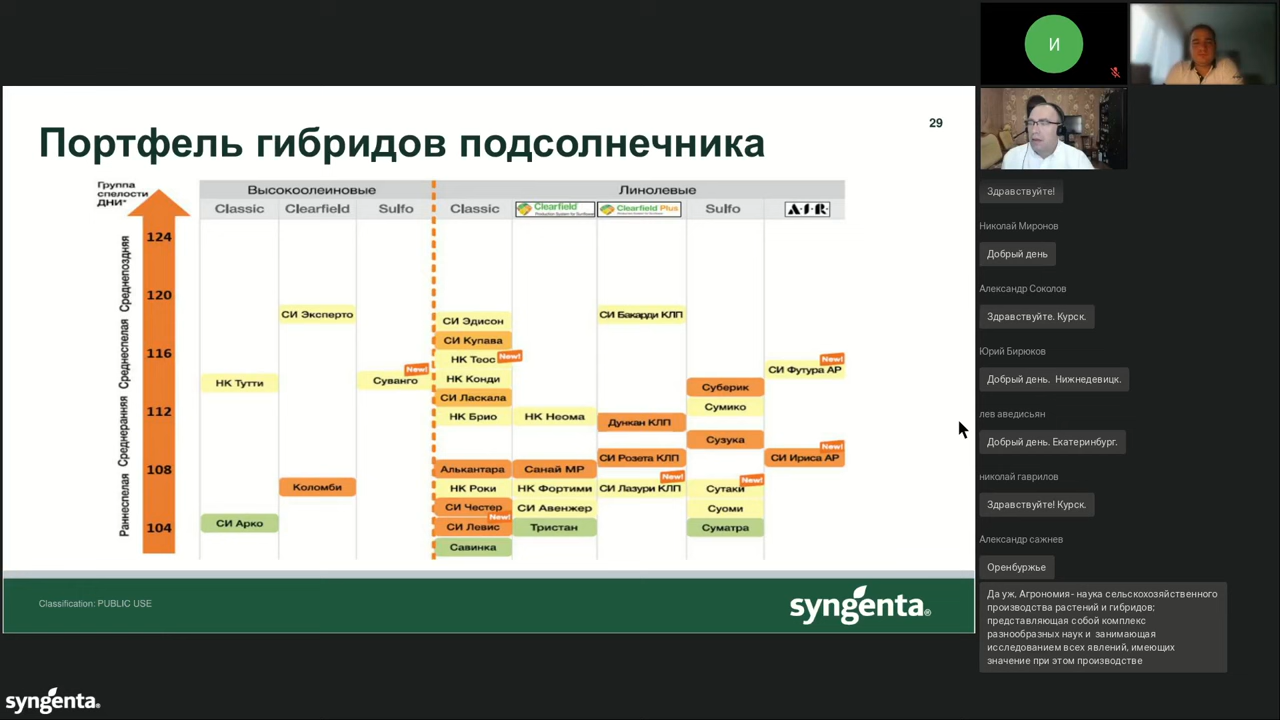 Портфель гибридов подсолнечника
29
Группа
спелости
ДНИ*
Высокоолеиновые
Линолевые
Classic
Clearfield
Sulfo
Classic
Clearfield
Production System for Sunflower
Clearfield Plus
Sulfo
A.I.R
Раннеспелая Среднеранняя Среднеспелая Среднепоздняя
124
120
116
112
108
104
СИ Эксперто
СИ Бакарди КЛП
СИ Эдисон
СИ Купава
НК Теос
New!
СИ Футура АР
New!
НК Тутти
Суванго
New!
НК Конди
Суберик
СИ Ласкала
Сумико
НК Брио
НК Неома
Дункан КЛП
Сузука
СИ Розета КЛП
СИ Ириса АР
New!
Алькантара
Санай МР
Коломби
НК Роки
НК Фортими
СИ Лазури КЛП
New!
Сутаки
New!
СИ Честер
СИ Авенжер
Суоми
СИ Арко
СИ Левис
New!
Тристан
Суматра
Савинка
Classification: PUBLIC USE
syngenta®
syngenta®
И
Здравствуйте!
Николай Миронов
Добрый день
Александр Соколов
Здравствуйте. Курск.
Юрий Бирюков
Добрый день. Нижнедевицк.
лев аведисьян
Добрый день. Екатеринбург.
николай гаврилов
Здравствуйте! Курск.
Александр сажнев
Оренбуржье
Да уж, Агрономия- наука сельскохозяйственного
производства растений и гибридов;
представляющая собой комплекс
разнообразных наук и занимающая
исследованием всех явлений, имеющих
значение при этом производстве